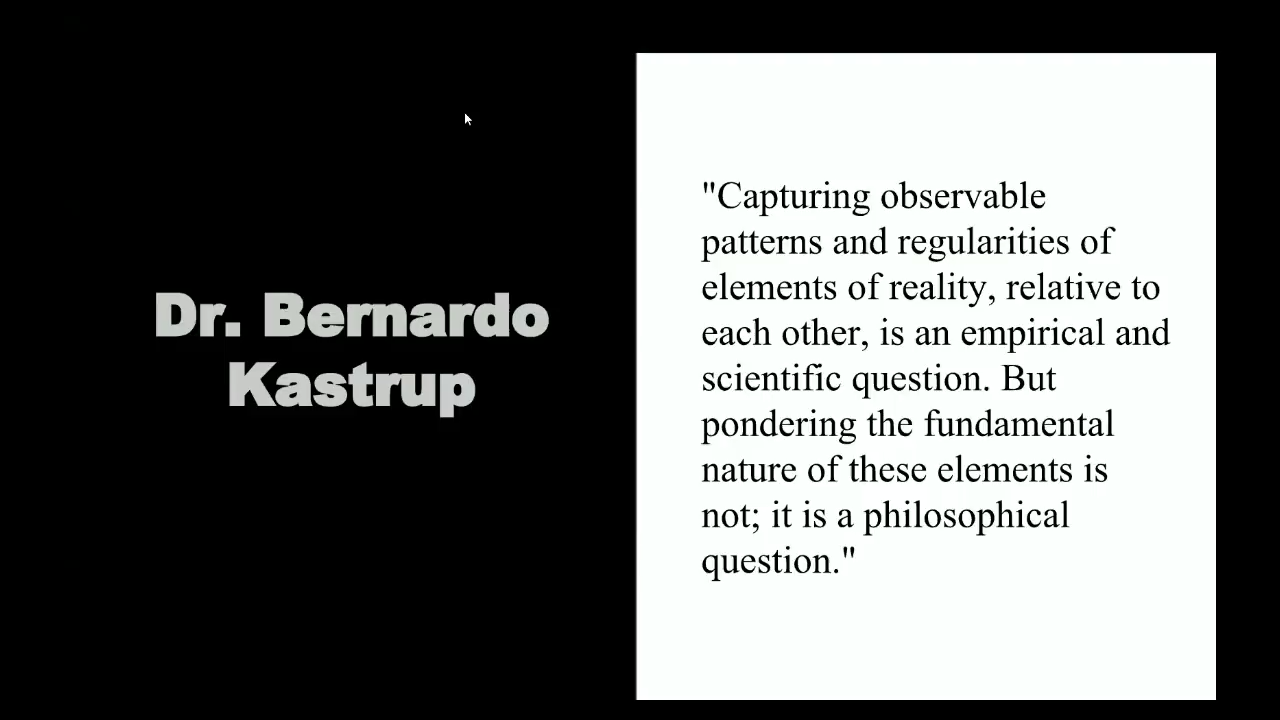 Dr. Bernardo
Kastrup
"Capturing observable
patterns and regularities of
elements of reality, relative to
each other, is an empirical and
scientific question. But
pondering the fundamental
nature of these elements is
not; it is a philosophical
question."